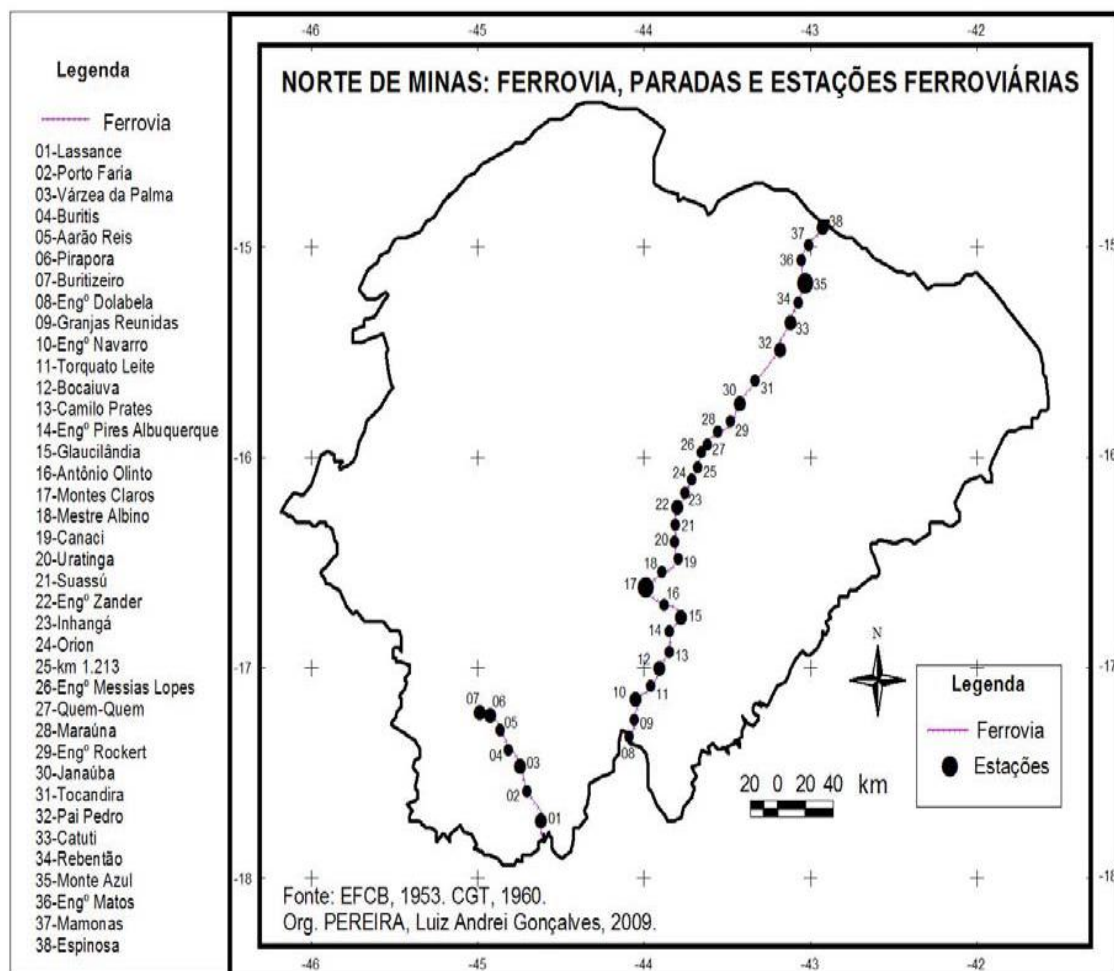 Legenda
Ferrovia
01-Lassance
02-Porto Faria
03-Várzea da Palma
04-Buritis
05-Aarão Reis
06-Pirapora
07-Buritizeiro
08-Engº Dolabela
09-Granjas Reunidas
10-Engº Navarro
11-Torquato Leite
12-Bocaiuva
13-Camilo Prates
14-Engº Pires Albuquerque
15-Glaucilândia
16-Antônio Olinto
17-Montes Claros
18-Mestre Albino
19-Canaci
20-Uratinga
21-Suassú
22-Engº Zander
23-Inhangá
24-Orion
25-km 1.213
26-Engº Messias Lopes
27-Quem-Quem
28-Maraúna
29-Engº Rockert
30-Janaúba
31-Tocandira
32-Pai Pedro
33-Catuti
34-Rebentão
35-Monte Azul
36-Engº Matos
37-Mamonas
38-Espinosa
-46 -45 -44 -43 -42
NORTE DE MINAS: FERROVIA, PARADAS E ESTAÇÕES FERROVIÁRIAS
38
37
-15 -15
36
35
34
33
32
31
30
29
28
27
26
-16 -16
25
24
23
22
21
20
19
18
17
16
15
14
13
12
-17 -17
11
10
09
08
07
06
05
04
03
02
01
N
Legenda
Ferrovia
Estações
20 0 20 40 km
-18 -18
Fonte: EFCB, 1953. CGT, 1960.
Org. PEREIRA, Luiz Andrei Gonçalves, 2009.
-46 -45 -44 -43 -42